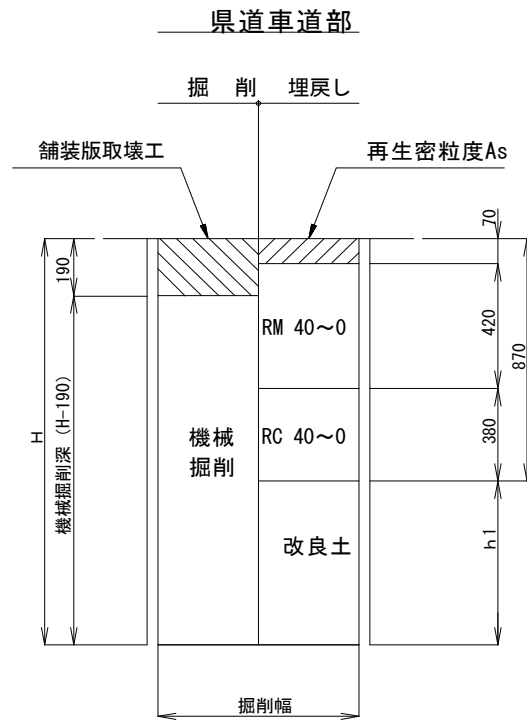 県道車道部
掘 削 埋戻し
舗装版取壊工 再生密粒度As
70
190
RM 40～0
420
870
H
機械掘削深 (H-190)
機械
掘削
RC 40～0
380
改良土
h1
掘削幅